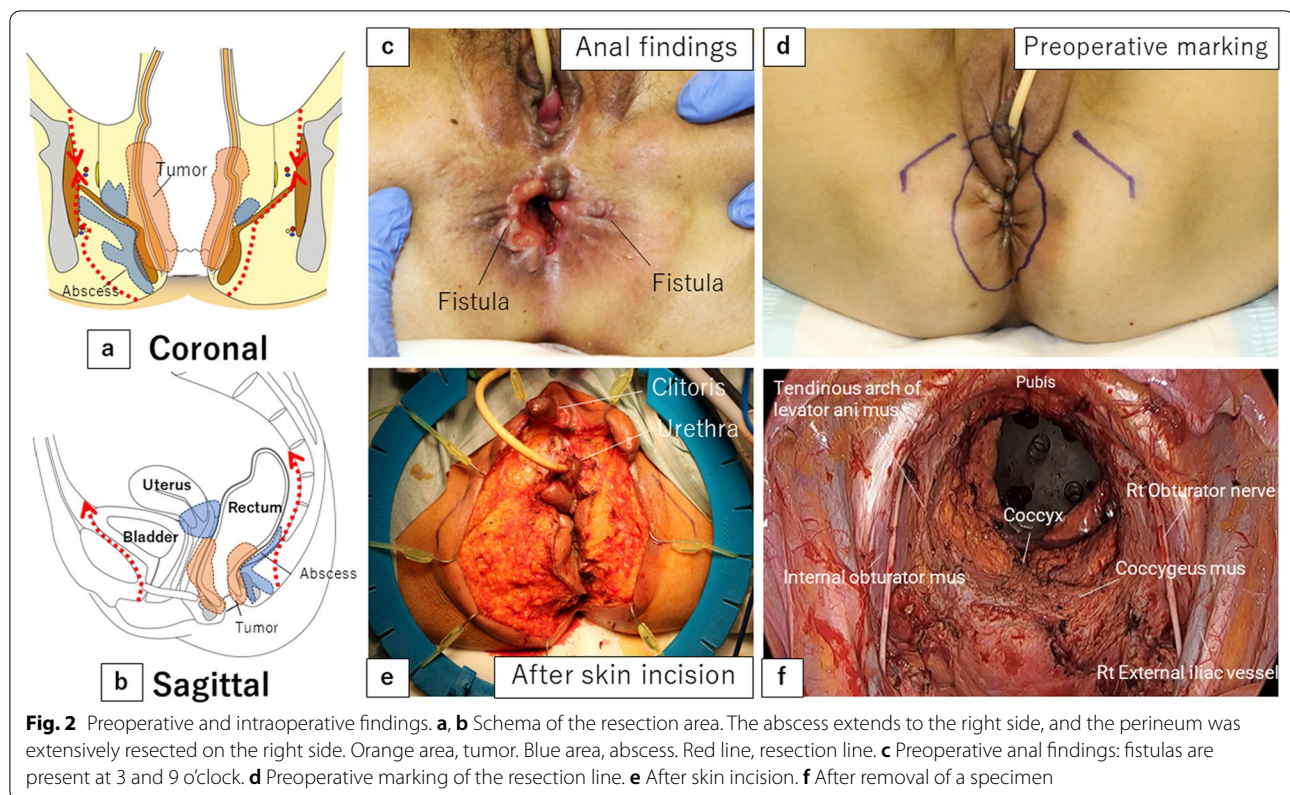 Tumor
Abscess
a Coronal
Uterus
Rectum
Bladder
Abscess
Tumor
b Sagittal
c Anal findings
Fistula
Fistula
d Preoperative marking
Clitoris
Urethra
e After skin incision
Tendinous arch of
levator ani mus
Pubis
Rt Obturator nerve
Coccyx
Internal obturator mus
Coccygeus mus
Rt External iliac vessel
f
Fig. 2 Preoperative and intraoperative findings. a, b Schema of the resection area. The abscess extends to the right side, and the perineum was
extensively resected on the right side. Orange area, tumor. Blue area, abscess. Red line, resection line. c Preoperative anal findings: fistulas are
present at 3 and 9 o’clock. d Preoperative marking of the resection line. e After skin incision. f After removal of a specimen